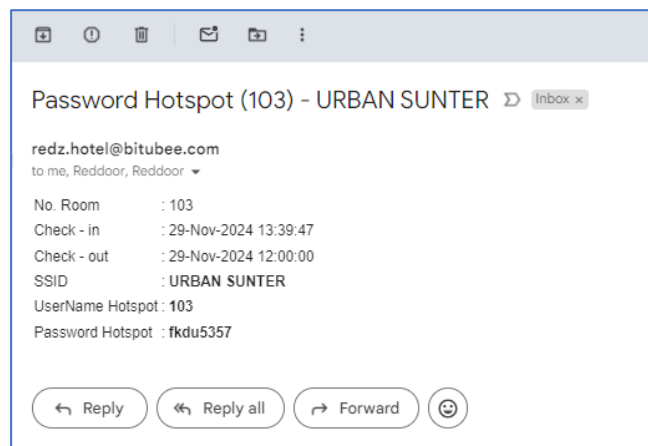 Password Hotspot (103) - URBAN SUNTER Inbox ×
redz.hotel@bitubee.com
to me, Reddoor, Reddoor
No. Room : 103
Check - in : 29-Nov-2024 13:39:47
Check - out : 29-Nov-2024 12:00:00
SSID : URBAN SUNTER
UserName Hotspot : 103
Password Hotspot : fkdu5357
Reply Reply all Forward